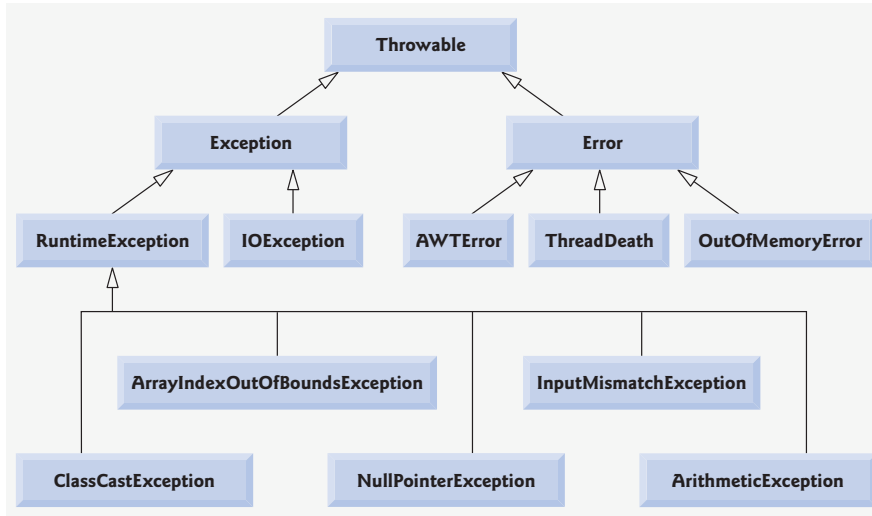 Throwable
Exception
Error
RuntimeException
IOException
AWTError
ThreadDeath
OutOfMemoryError
ArrayIndexOutOfBoundsException
InputMismatchException
ClassCastException
NullPointerException
ArithmeticException